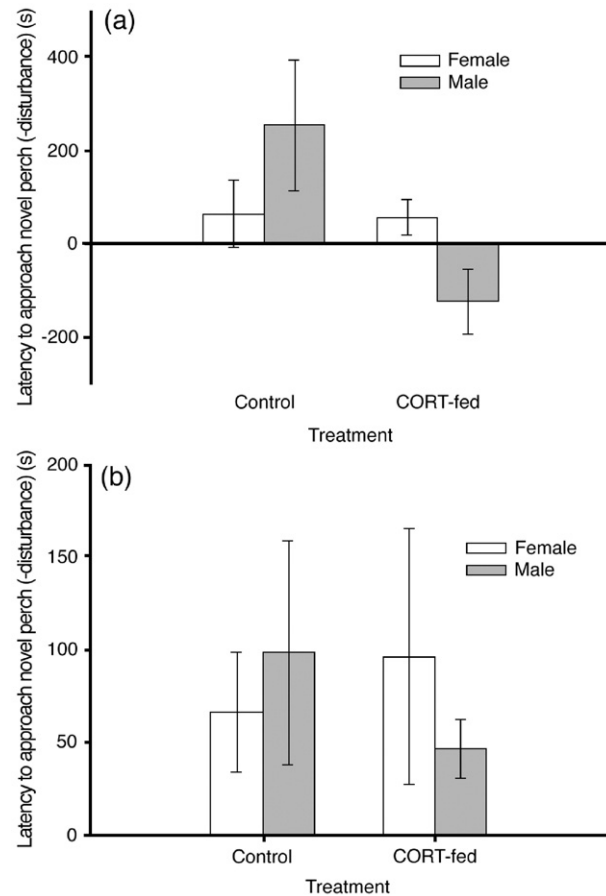 (a)
Latency to approach novel perch (-disturbance) (s)
400
200
0
-200
Female
Male
Control CORT-fed
Treatment
(b)
Latency to approach novel perch (-disturbance) (s)
200
150
100
50
0
Female
Male
Control CORT-fed
Treatment